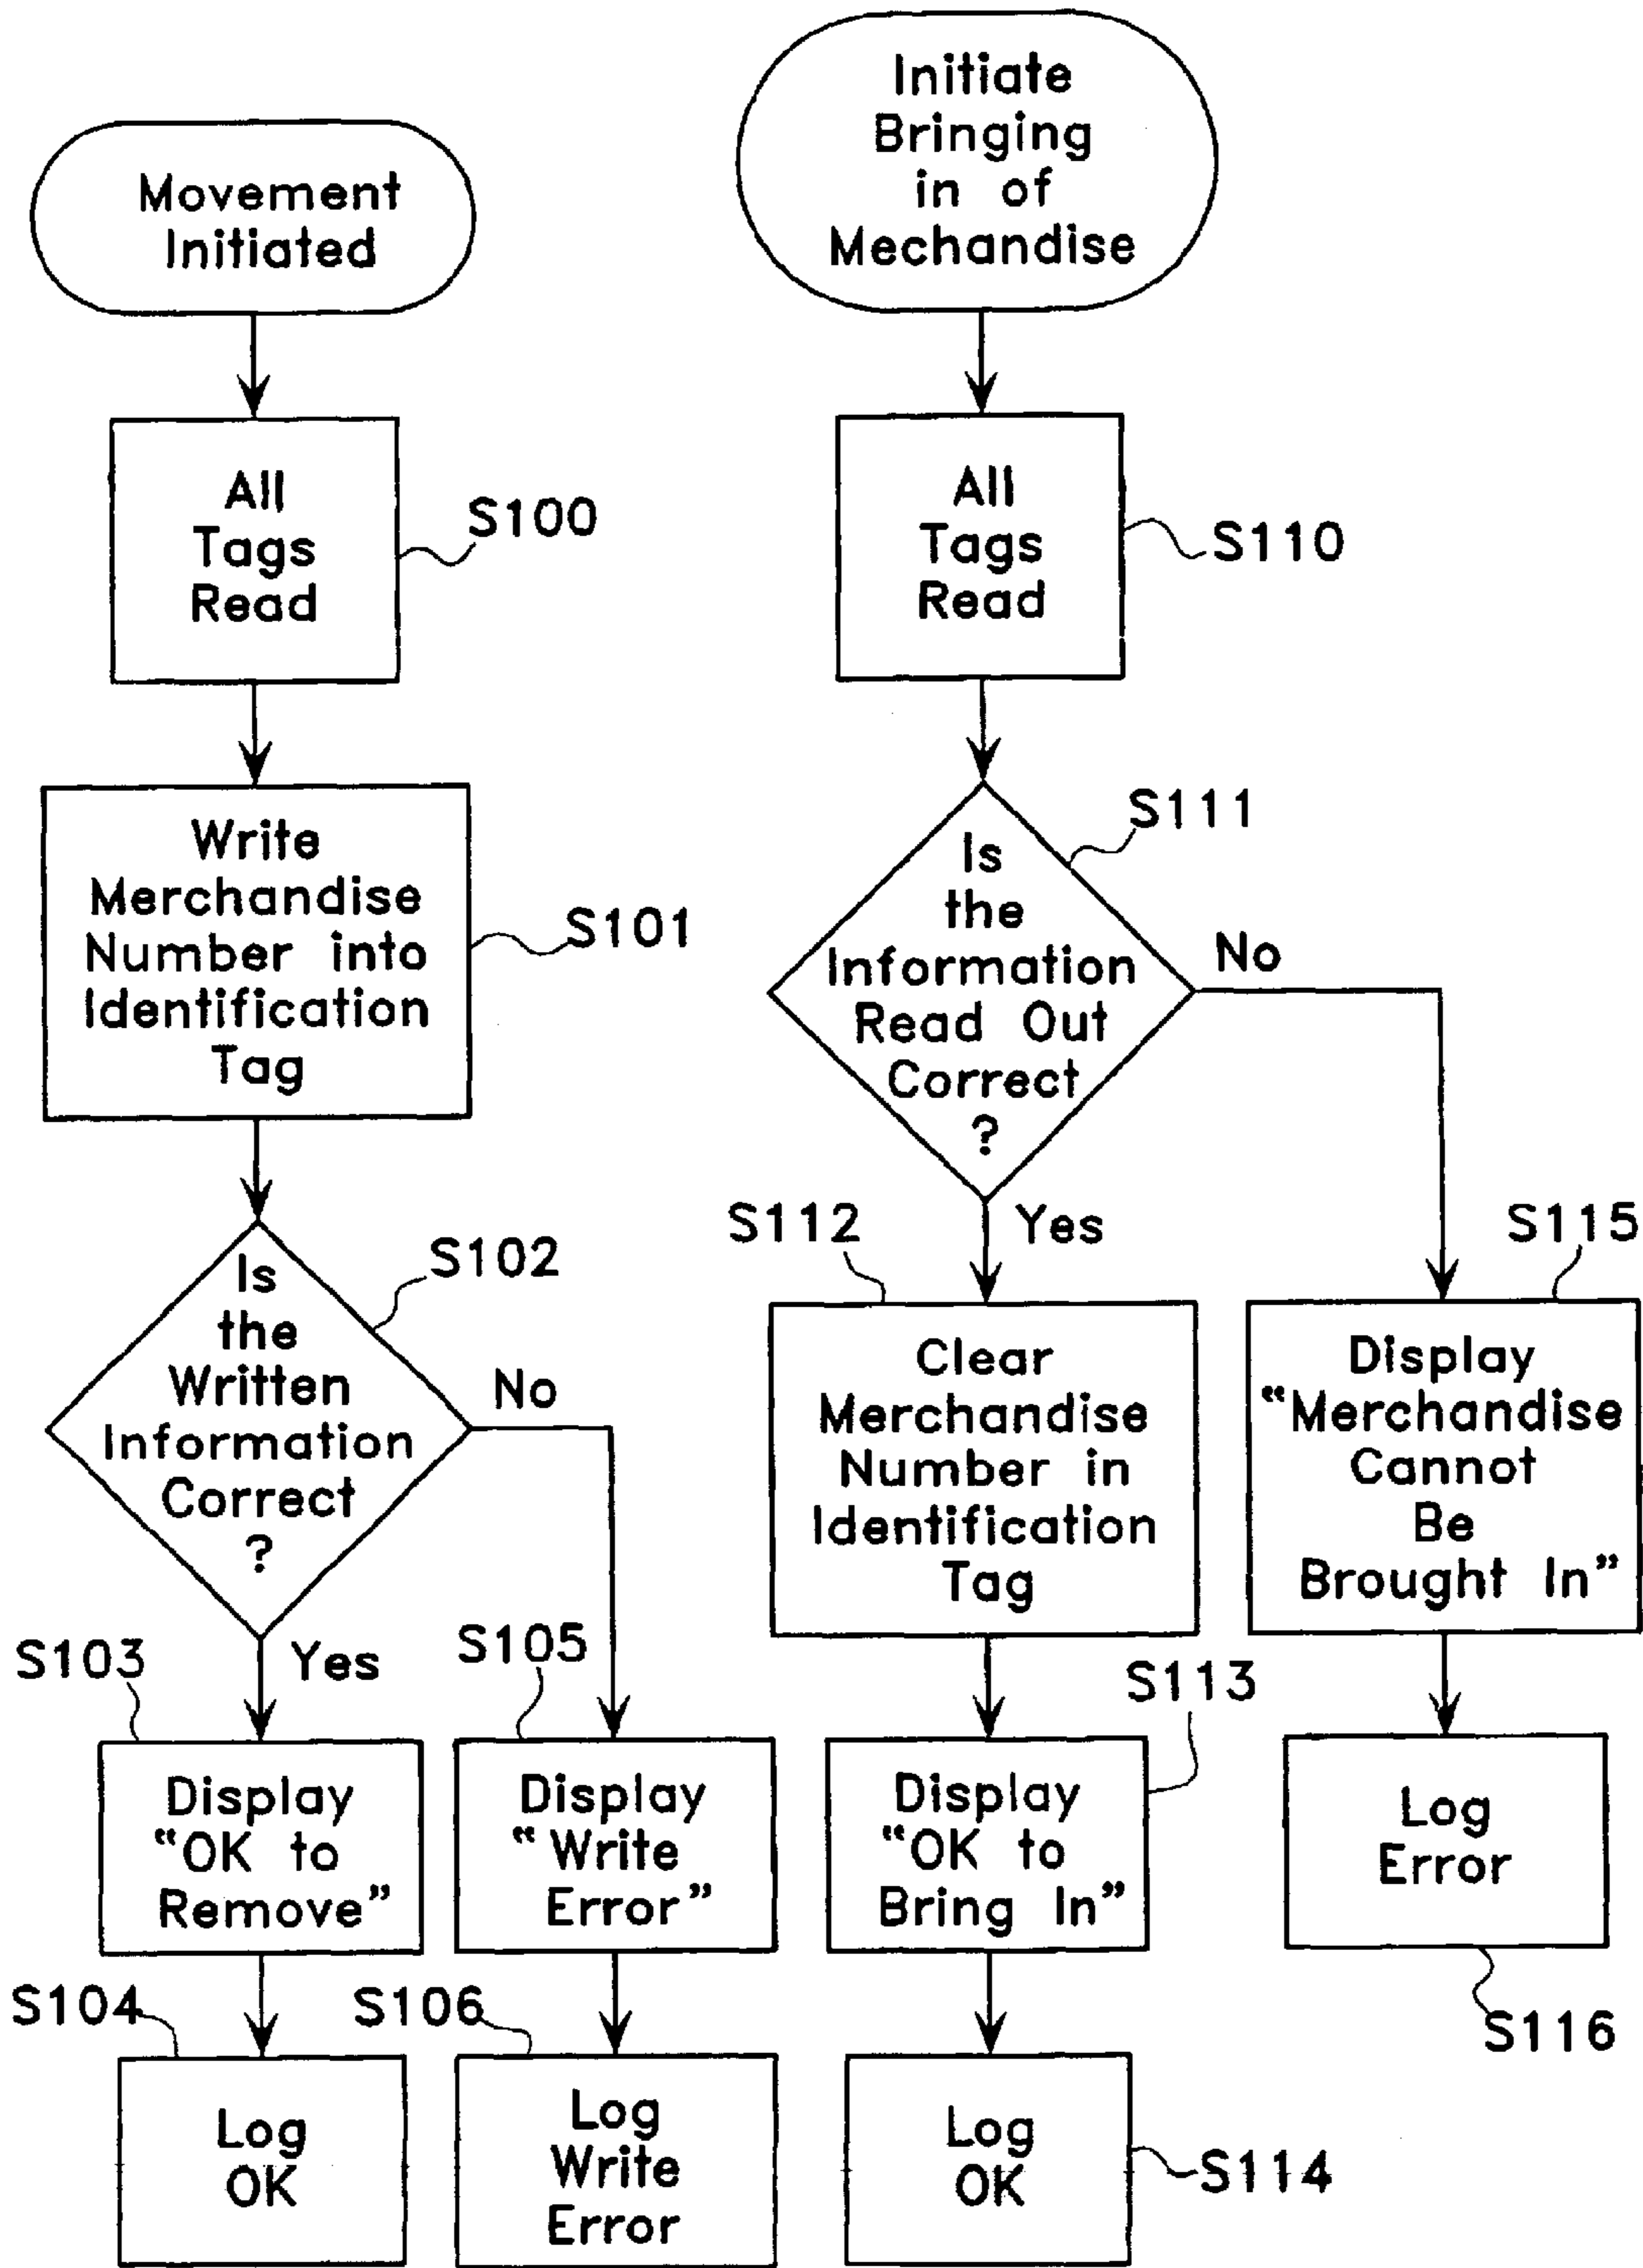 Movement
Initiated
All
Tags
Read
S100
Write
Merchandise
Number into
Identification
Tag
S101
Is
the
Written
Information
Correct
?
S102
No
Yes
S103
Display
“OK to
Remove”
S104
Log
OK
S105
Display
“Write
Error”
S106
Log
Write
Error
Initiate
Bringing
in of
Mechandise
All
Tags
Read
S110
Is
the
Information
Read Out
Correct
?
S111
No
Yes
S112
Clear
Merchandise
Number in
Identification
Tag
S113
Display
“OK to
Bring In”
Log
OK
S114
S115
Display
“Merchandise
Cannot
Be
Brought In”
Log
Error
S116